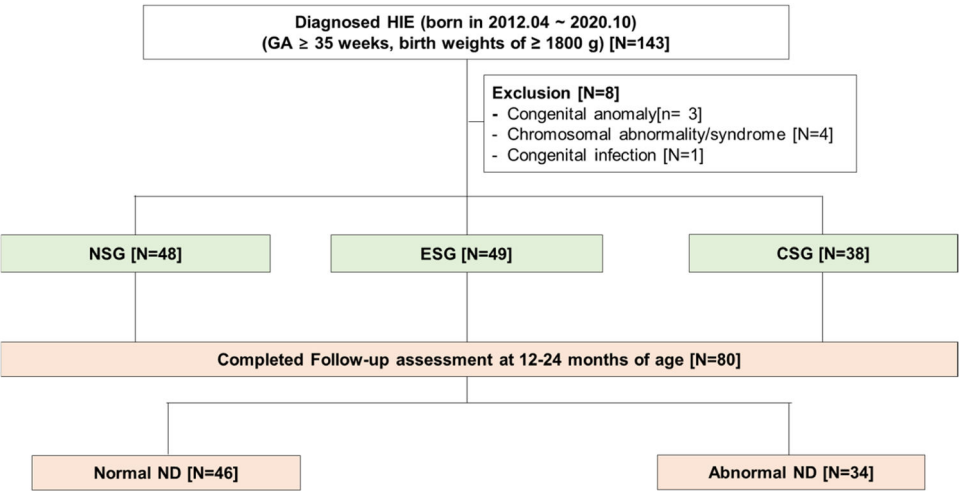 Diagnosed HIE (born in 2012.04 ~ 2020.10)
(GA ≥ 35 weeks, birth weights of ≥ 1800 g) [N=143]
Exclusion [N=8]
- Congenital anomaly[n= 3]
- Chromosomal abnormality/syndrome [N=4]
- Congenital infection [N=1]
NSG [N=48]
ESG [N=49]
CSG [N=38]
Completed Follow-up assessment at 12-24 months of age [N=80]
Normal ND [N=46]
Abnormal ND [N=34]